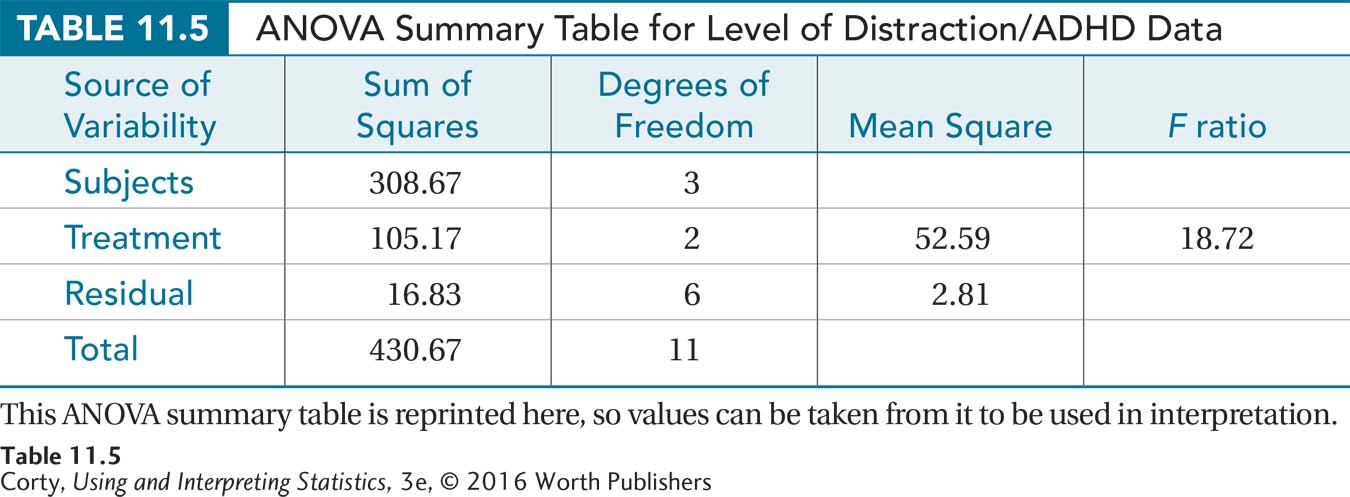 TABLE 11.5 ANOVA Summary Table for Level of Distraction/ADHD Data
Source of Variability Sum of Squares Degrees of Freedom Mean Square F ratio
Subjects 308.67 3
Treatment 105.17 2 52.59 18.72
Residual 16.83 6 2.81
Total 430.67 11
This ANOVA summary table is reprinted here, so values can be taken from it to be used in interpretation.
Table 11.5
Corty, Using and Interpreting Statistics, 3e, © 2016 Worth Publishers